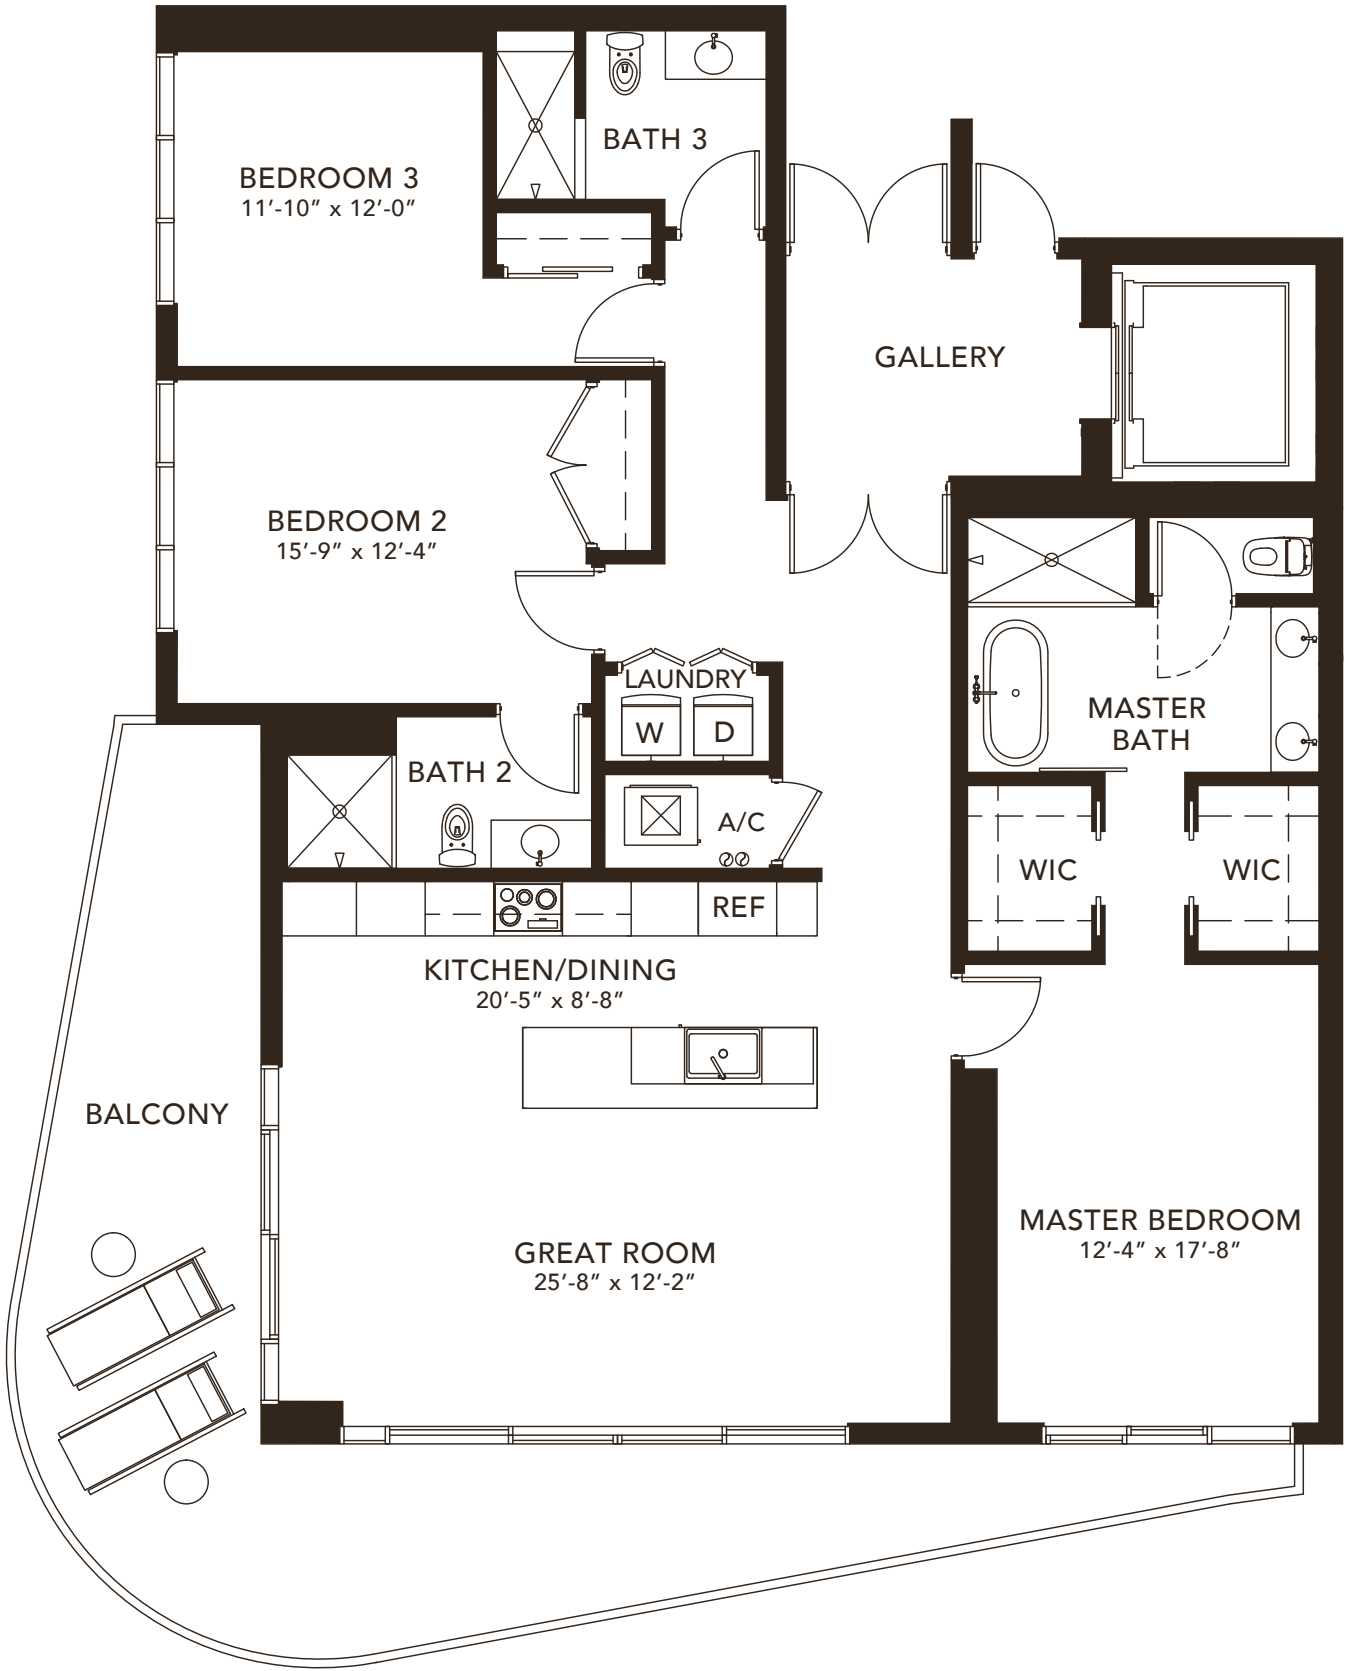 BATH 3
BEDROOM 3
11'-10" x 12'-0"
GALLERY
BEDROOM 2
15'-9" x 12'-4"
LAUNDRY
W
D
MASTER
BATH
BATH 2
A/C
WIC
WIC
REF
KITCHEN/DINING
20'-5" x 8'-8"
BALCONY
MASTER BEDROOM
12'-4" x 17'-8"
GREAT ROOM
25'-8" x 12'-2"